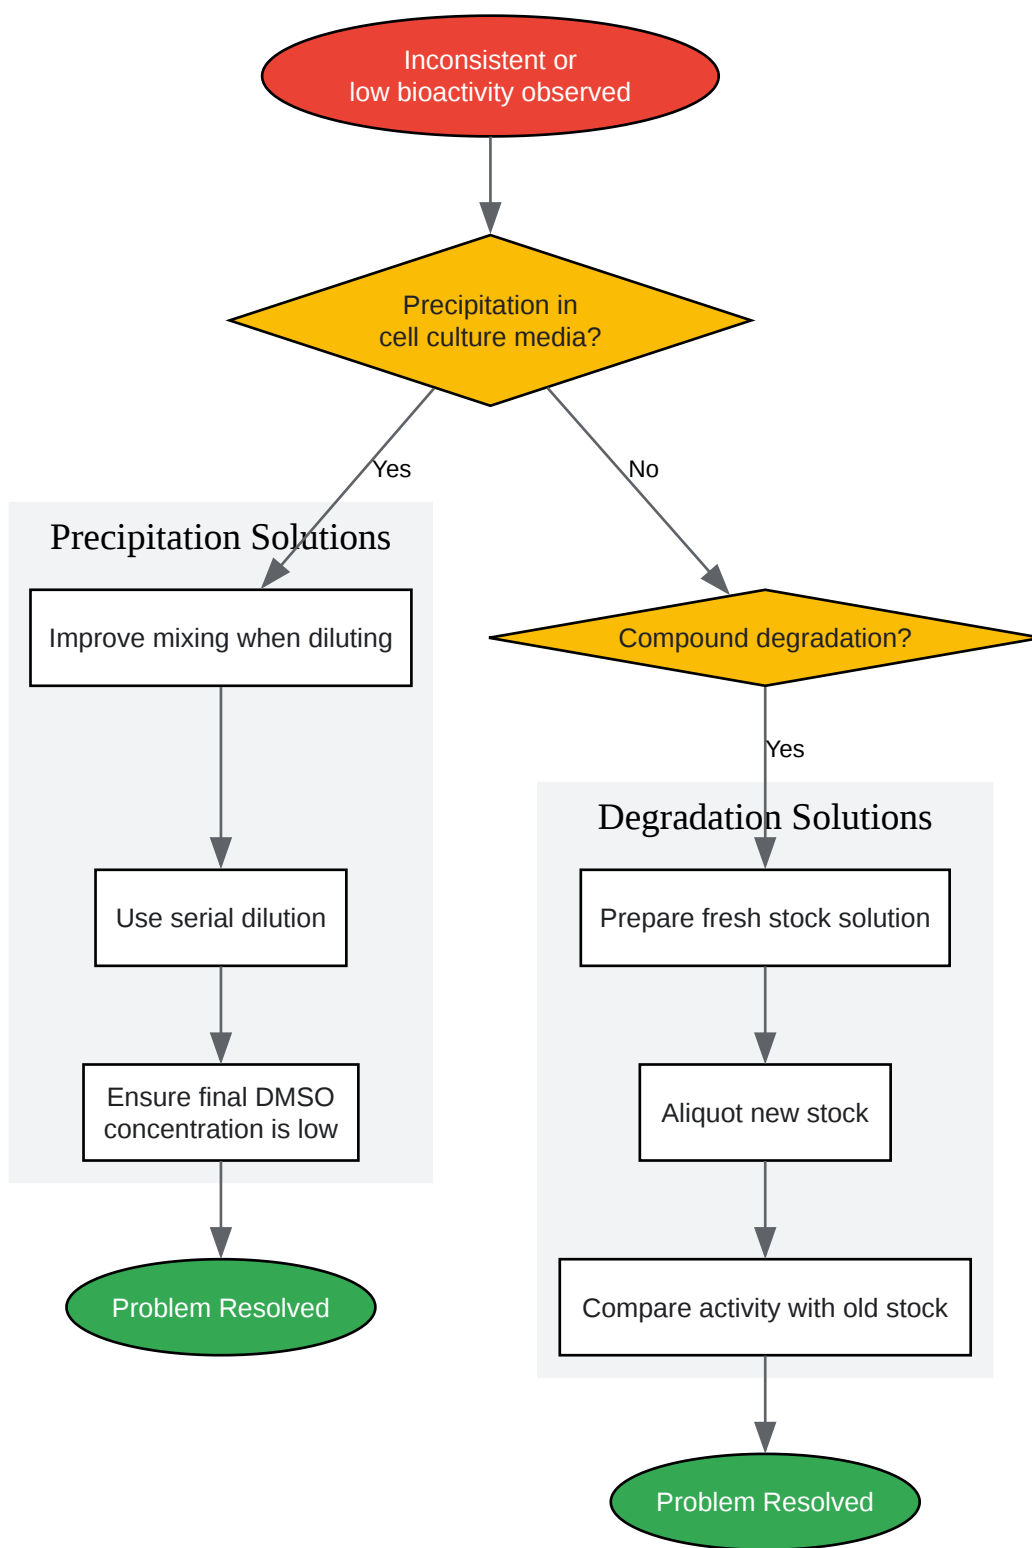 Inconsistent or
low bioactivity observed
Precipitation in
cell culture media?
Yes
No
Precipitation Solutions
Improve mixing when diluting
Compound degradation?
Yes
Degradation Solutions
Use serial dilution
Prepare fresh stock solution
Ensure final DMSO
concentration is low
Aliquot new stock
Problem Resolved
Compare activity with old stock
Problem Resolved